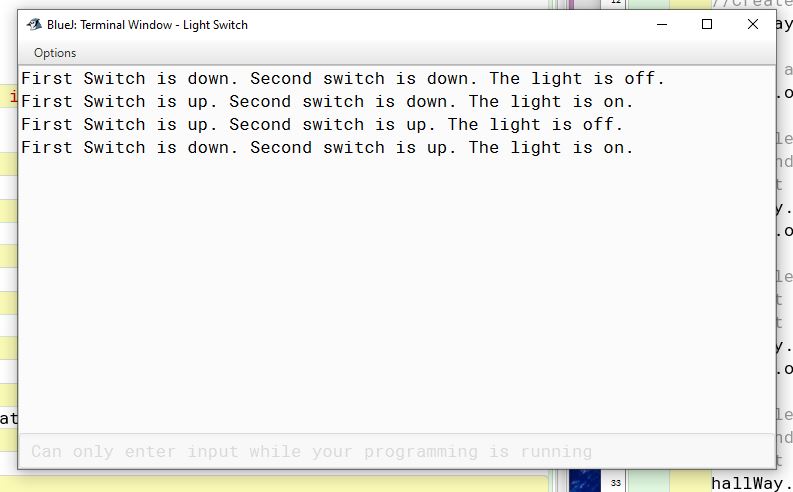 12
//Create
BlueJ: Terminal Window - Light Switch
Options
First Switch is down. Second switch is down. The light is off.
First Switch is up. Second switch is down. The light is on.
First Switch is up. Second switch is up. The light is off.
First Switch is down. Second switch is up. The light is on.
Can only enter input while your programming is running
33
hallWay.